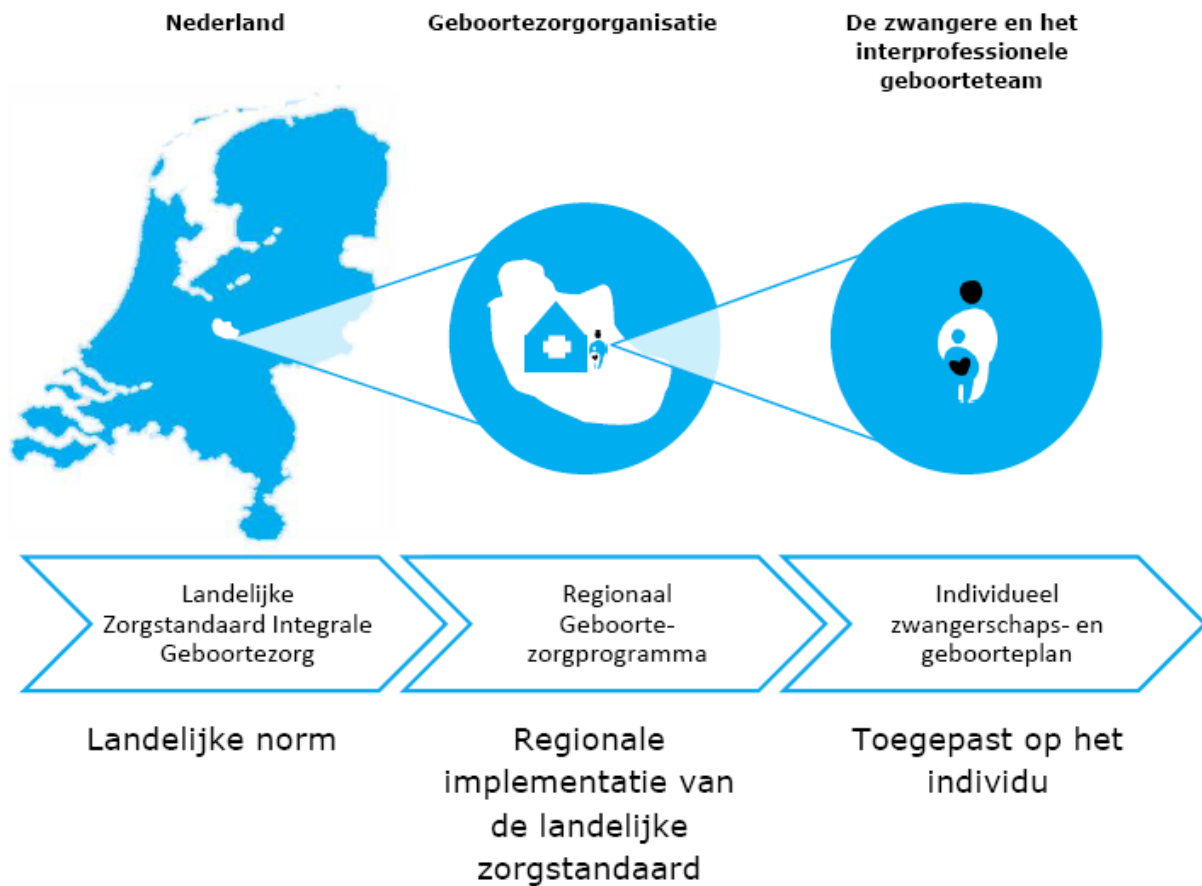 Nederland
Geboortezorgorganisatie
De zwangere en het
interprofessionele
geboorteteam
Landelijke
Zorgstandaard Integrale
Geboortezorg
Regionaal
Geboorte-
zorgprogramma
Individueel
zwangerschaps- en
geboorteplan
Landelijke norm
Regionale
implementatie van
de landelijke
zorgstandaard
Toegepast op het
individu